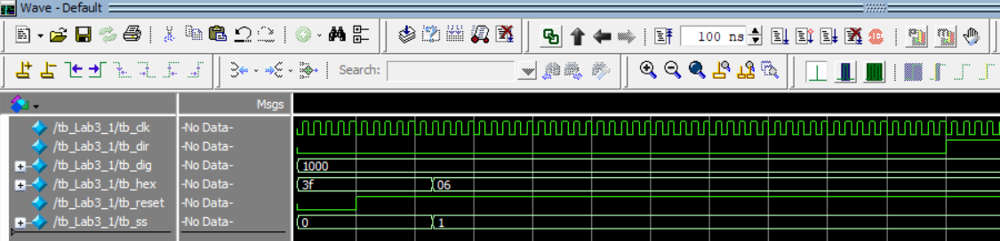 Wave - Default
100 ns
Search:
Msgs
/tb_Lab3_1/tb_clk -No Data-
/tb_Lab3_1/tb_dir -No Data-
/tb_Lab3_1/tb_dig -No Data- 1000
/tb_Lab3_1/tb_hex -No Data- 3f 06
/tb_Lab3_1/tb_reset -No Data-
/tb_Lab3_1/tb_ss -No Data- 0 1